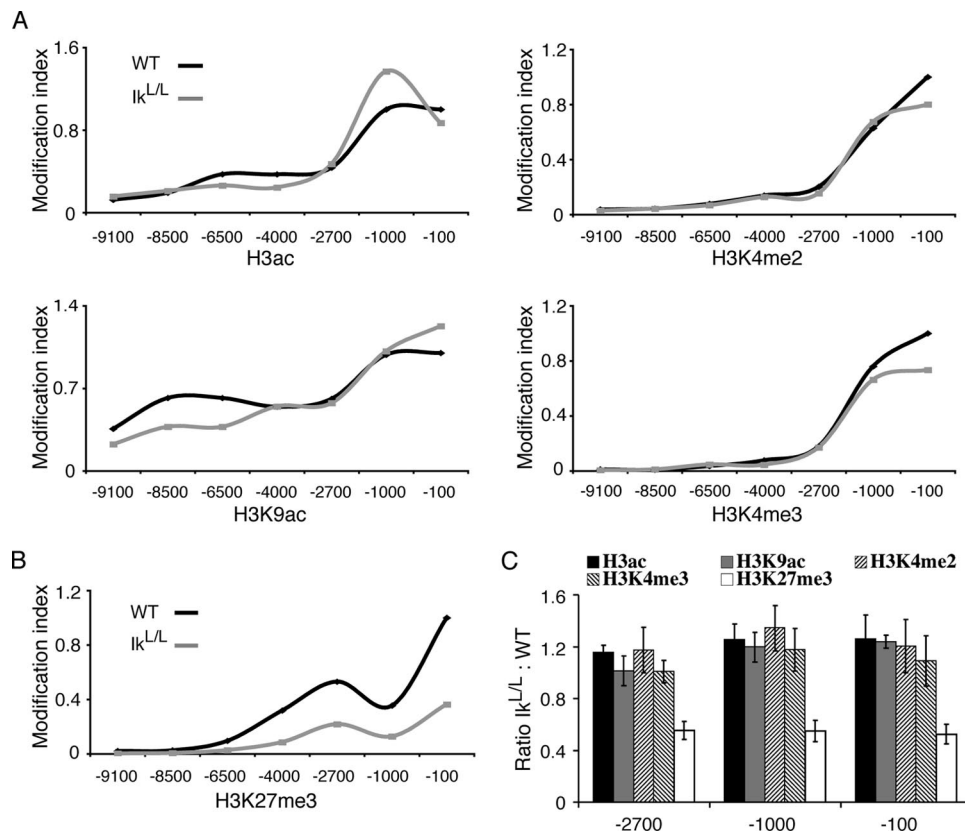 A
Modification index
1.6
0.8
0
WT
IkL/L
-9100 -8500 -6500 -4000 -2700 -1000 -100
H3ac
Modification index
1.2
0.8
0.4
0
-9100 -8500 -6500 -4000 -2700 -1000 -100
H3K4me2
Modification index
1.4
0.7
0
-9100 -8500 -6500 -4000 -2700 -1000 -100
H3K9ac
Modification index
1.2
0.8
0.4
0
-9100 -8500 -6500 -4000 -2700 -1000 -100
H3K4me3
B
Modification index
1.2
0.8
0.4
0
WT
IkL/L
-9100 -8500 -6500 -4000 -2700 -1000 -100
H3K27me3
C
H3ac H3K9ac H3K4me2
H3K4me3 H3K27me3
Ratio IkL/L : WT
1.6
1.2
0.8
0.4
0
-2700 -1000 -100